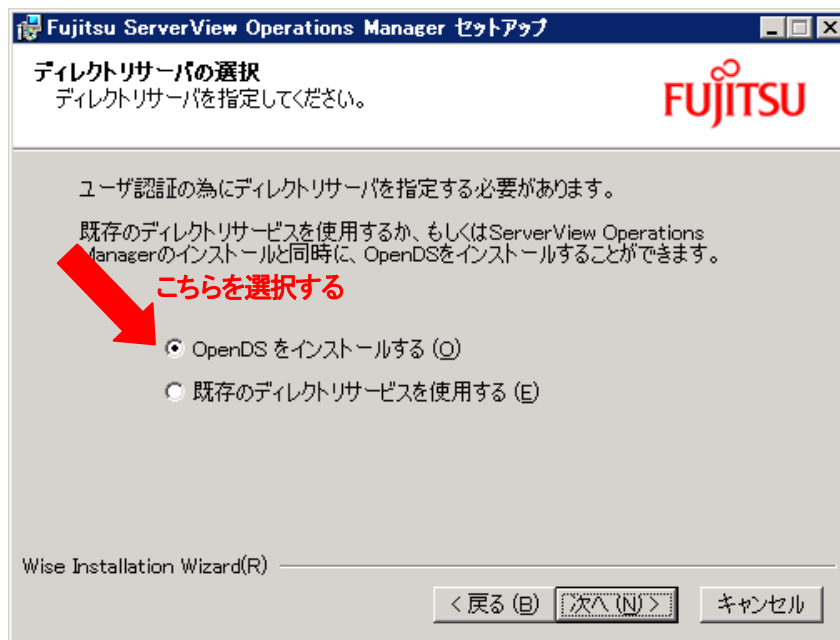 Fujitsu ServerView Operations Manager セットアップ
ディレクトリサーバの選択
ディレクトリサーバを指定してください。
FUJITSU
ユーザ認証の為にディレクトリサーバを指定する必要があります。
既存のディレクトリサービスを使用するか、もしくはServerView Operations
Managerのインストールと同時に、OpenDSをインストールすることができます。
こちらを選択する
OpenDS をインストールする (O)
既存のディレクトリサービスを使用する (E)
Wise Installation Wizard(R)
< 戻る (B)
次へ (N) >
キャンセル